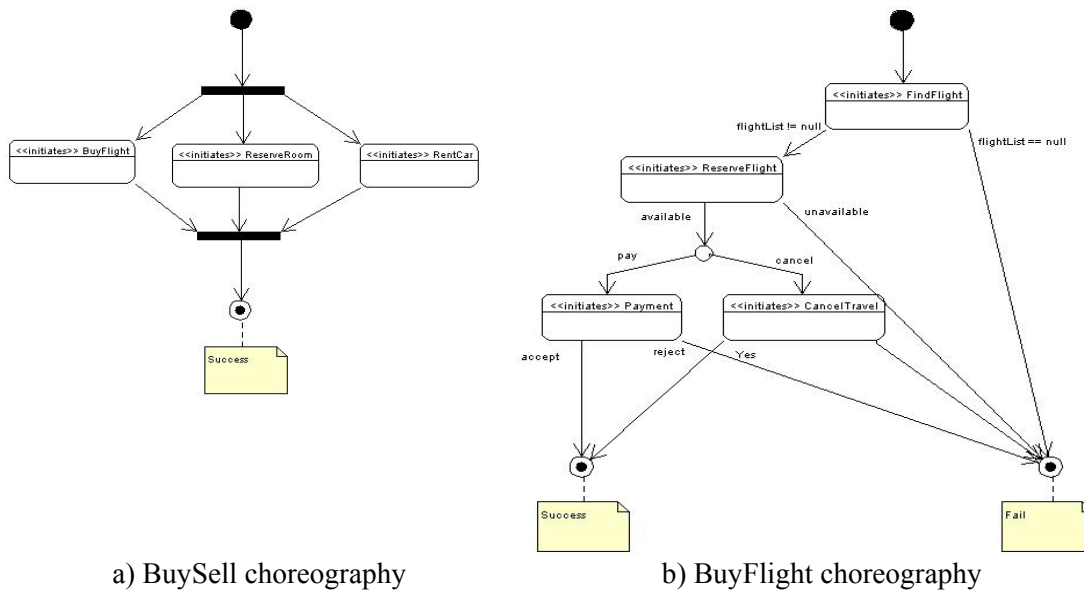 <<initiates>> BuyFlight
<<initiates>> ReserveRoom
<<initiates>> RentCar
Success
a) BuySell choreography
<<initiates>> FindFlight
flightList != null
flightList == null
<<initiates>> ReserveFlight
available
unavailable
pay
cancel
<<initiates>> Payment
<<initiates>> CancelTravel
accept
reject
Yes
Success
Fail
b) BuyFlight choreography